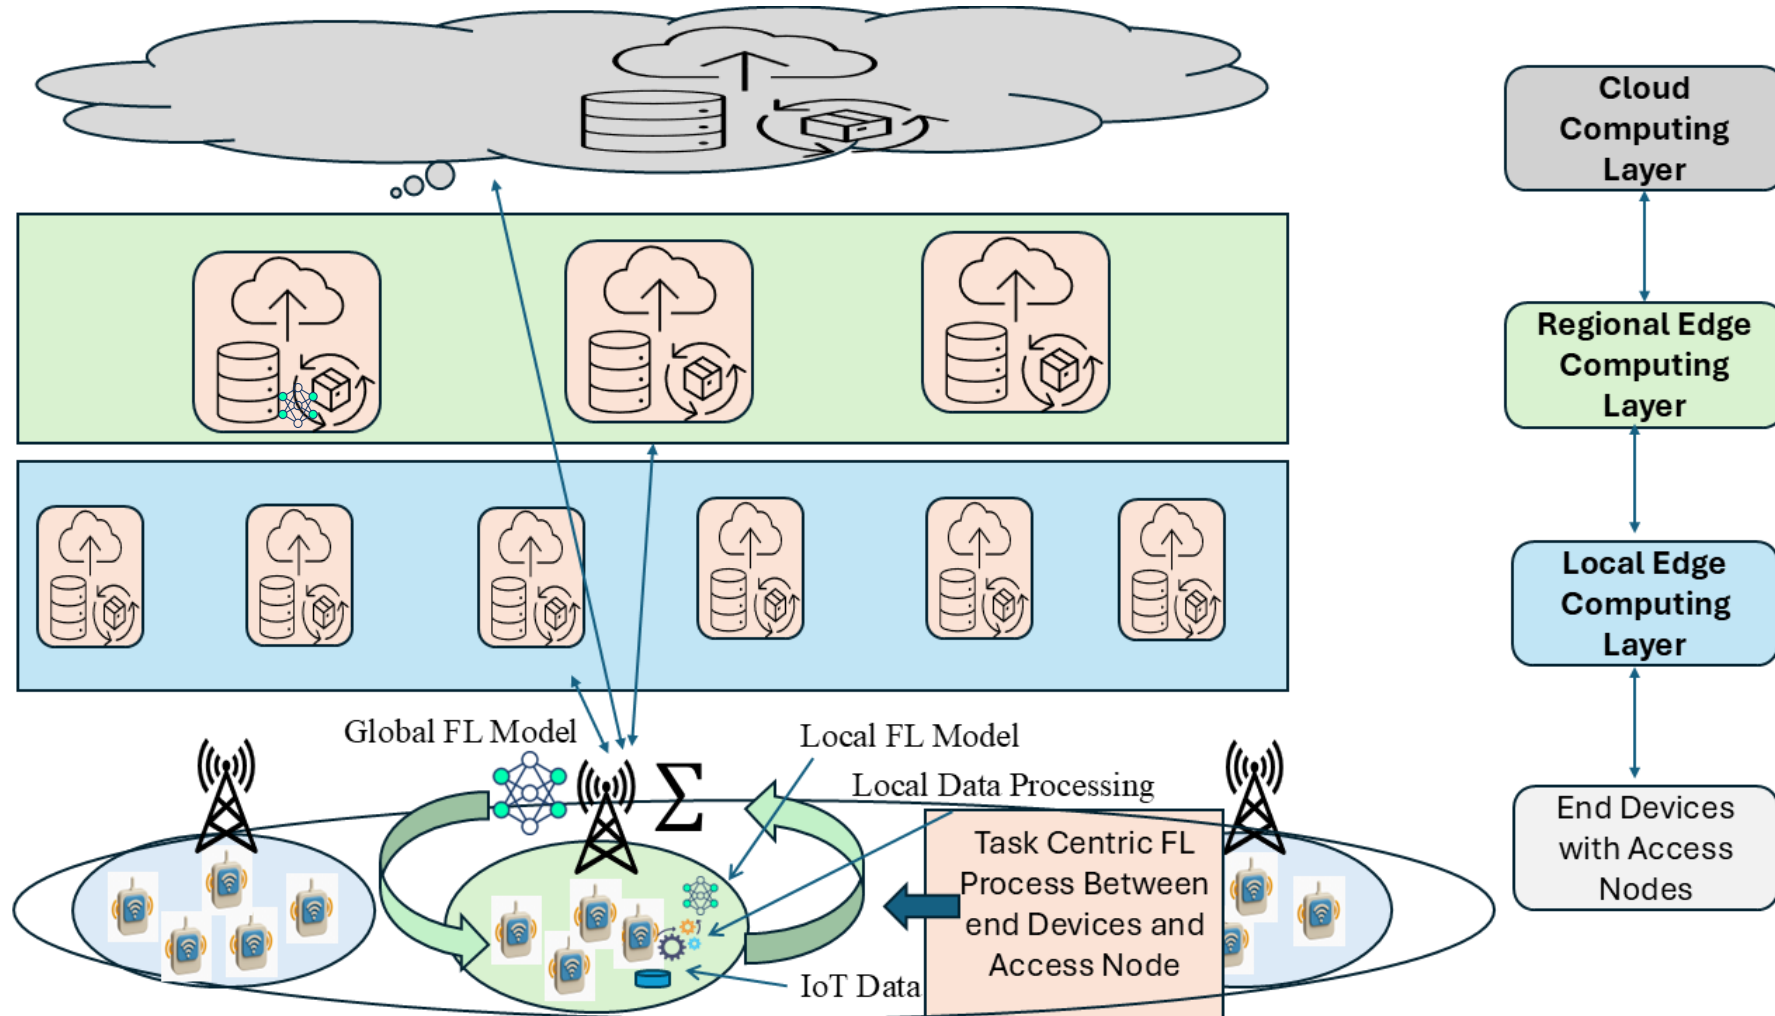 Cloud
Computing
Layer
Regional Edge
Computing
Layer
Local Edge
Computing
Layer
Global FL Model
Local FL Model
Local Data Processing
Σ
End Devices
with Access
Nodes
Task Centric FL
Process Between
end Devices and
Access Node
IoT Data